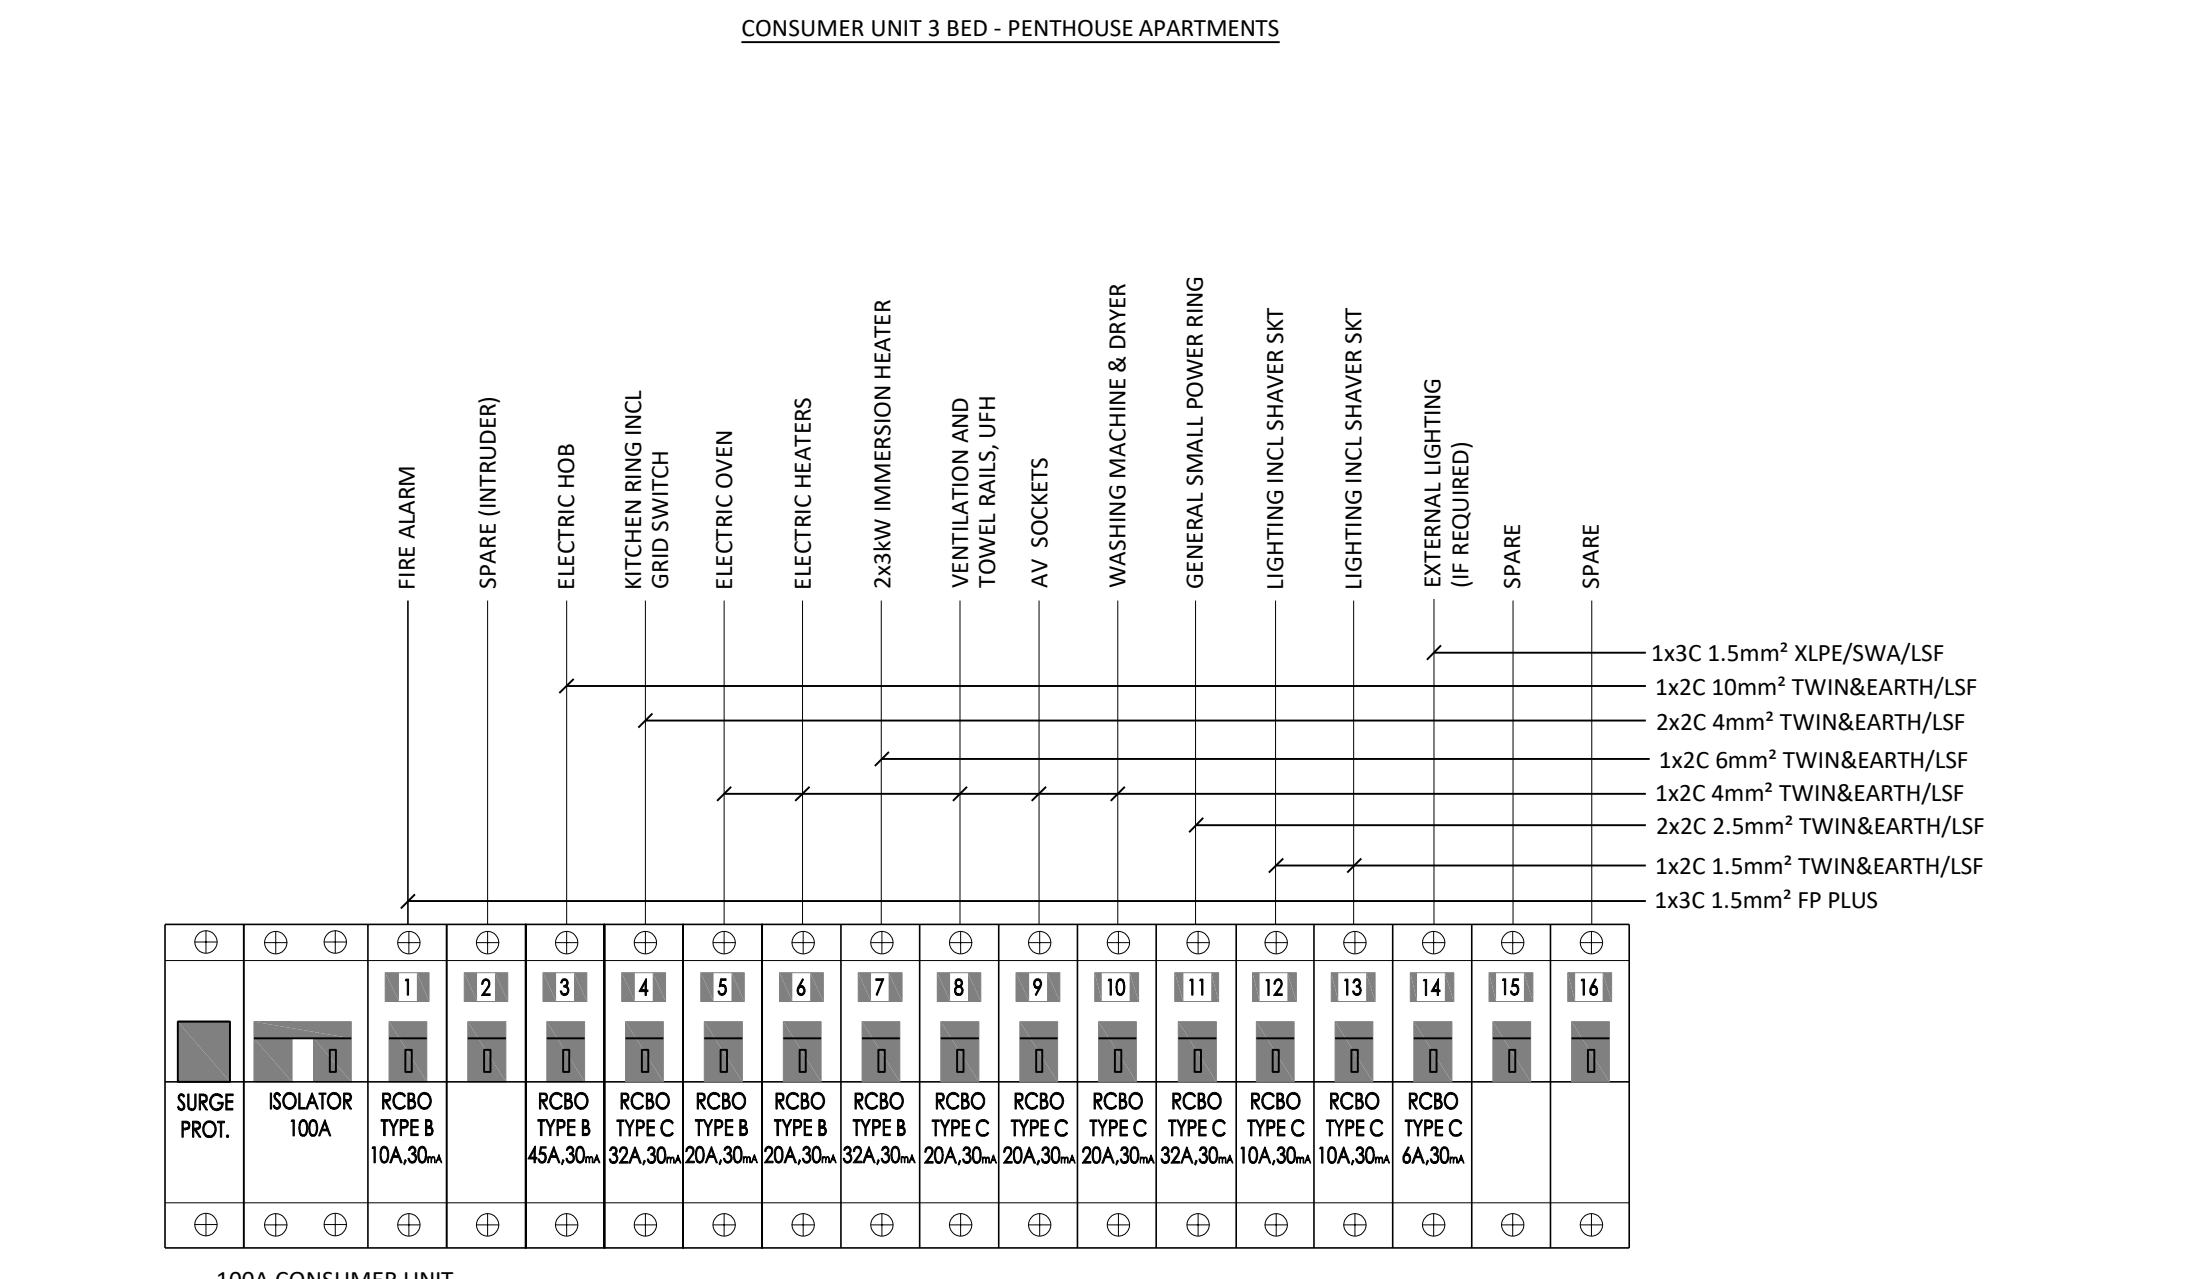 CONSUMER UNIT 3 BED - PENTHOUSE APARTMENTS
FIRE ALARM
SPARE (INTRUDER)
ELECTRIC HOB
KITCHEN RING INCL
GRID SWITCH
ELECTRIC OVEN
ELECTRIC HEATERS
2x3kW IMMERSION HEATER
VENTILATION AND
TOWEL RAILS, UFH
AV SOCKETS
WASHING MACHINE & DRYER
GENERAL SMALL POWER RING
LIGHTING INCL SHAVER SKT
LIGHTING INCL SHAVER SKT
EXTERNAL LIGHTING
(IF REQUIRED)
SPARE
SPARE
1x3C 1.5mm² XLPE/SWA/LSF
1x2C 10mm² TWIN&EARTH/LSF
2x2C 4mm² TWIN&EARTH/LSF
1x2C 6mm² TWIN&EARTH/LSF
1x2C 4mm² TWIN&EARTH/LSF
2x2C 2.5mm² TWIN&EARTH/LSF
1x2C 1.5mm² TWIN&EARTH/LSF
1x3C 1.5mm² FP PLUS
1 2 3 4 5 6 7 8 9 10 11 12 13 14 15 16
SURGE
PROT.
ISOLATOR
100A
RCBO
TYPE B
10A,30mA
RCBO
TYPE B
45A,30mA
RCBO
TYPE C
32A,30mA
RCBO
TYPE B
20A,30mA
RCBO
TYPE B
20A,30mA
RCBO
TYPE B
32A,30mA
RCBO
TYPE C
20A,30mA
RCBO
TYPE C
20A,30mA
RCBO
TYPE C
20A,30mA
RCBO
TYPE C
32A,30mA
RCBO
TYPE C
10A,30mA
RCBO
TYPE C
10A,30mA
RCBO
TYPE C
6A,30mA
100A CONSUMER UNIT